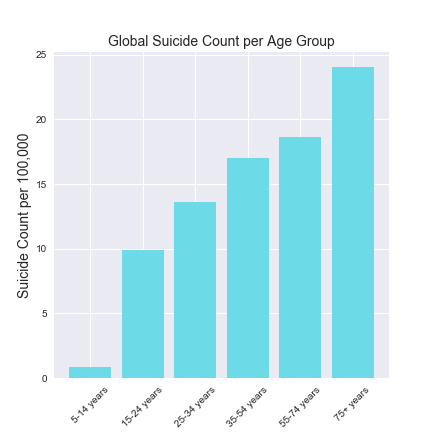 Global Suicide Count per Age Group
Suicide Count per 100,000
25
20
15
10
5
0
5-14 years
15-24 years
25-34 years
35-54 years
55-74 years
75+ years